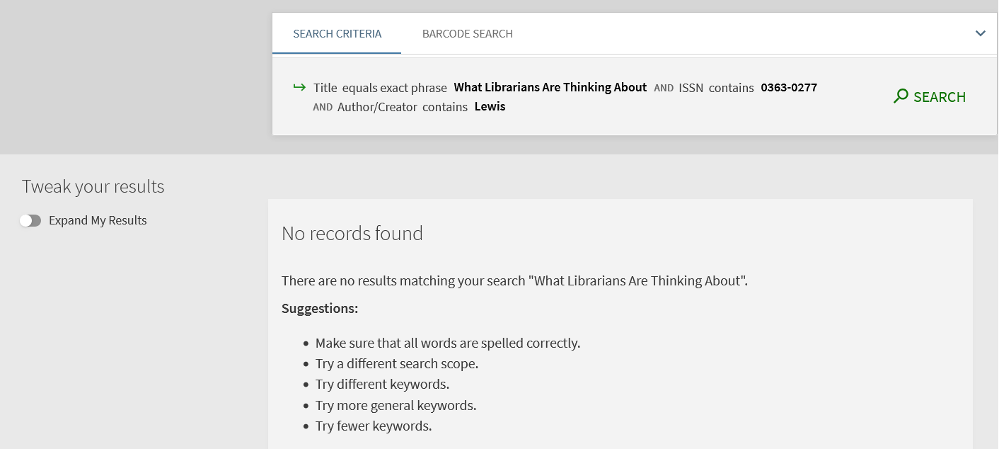 SEARCH CRITERIA BARCODE SEARCH
Title equals exact phrase What Librarians Are Thinking About AND ISSN contains 0363-0277
AND Author/Creator contains Lewis
SEARCH
Tweak your results
Expand My Results
No records found
There are no results matching your search "What Librarians Are Thinking About".
Suggestions:
• Make sure that all words are spelled correctly.
• Try a different search scope.
• Try different keywords.
• Try more general keywords.
• Try fewer keywords.